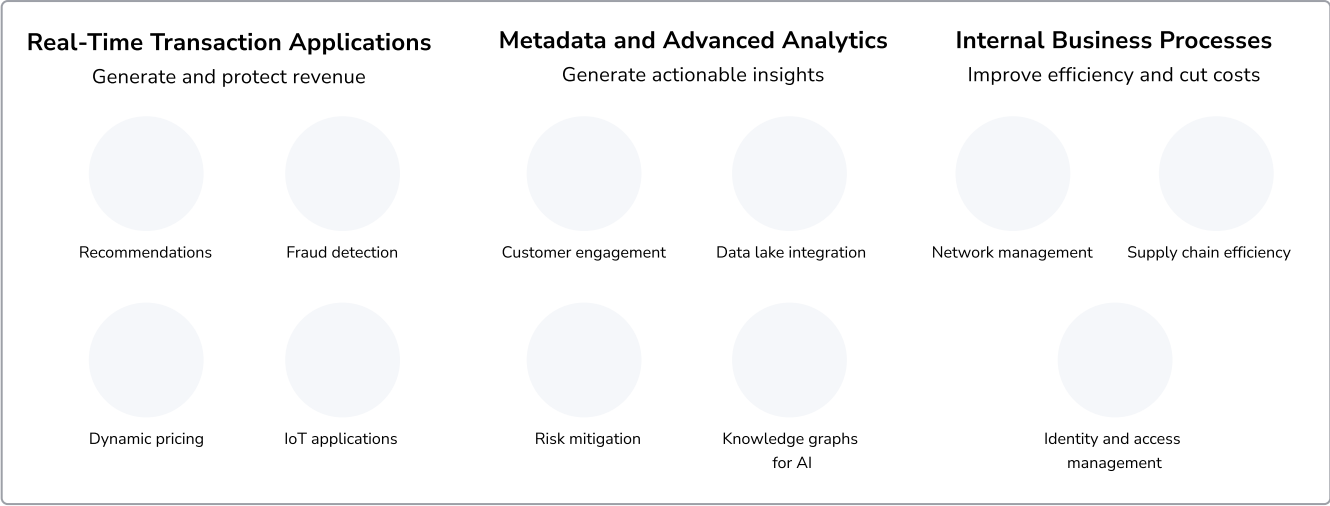 Real-Time Transaction Applications
Generate and protect revenue
Recommendations
Fraud detection
Dynamic pricing
IoT applications
Metadata and Advanced Analytics
Generate actionable insights
Customer engagement
Data lake integration
Risk mitigation
Knowledge graphs
for AI
Internal Business Processes
Improve efficiency and cut costs
Network management
Supply chain efficiency
Identity and access
management